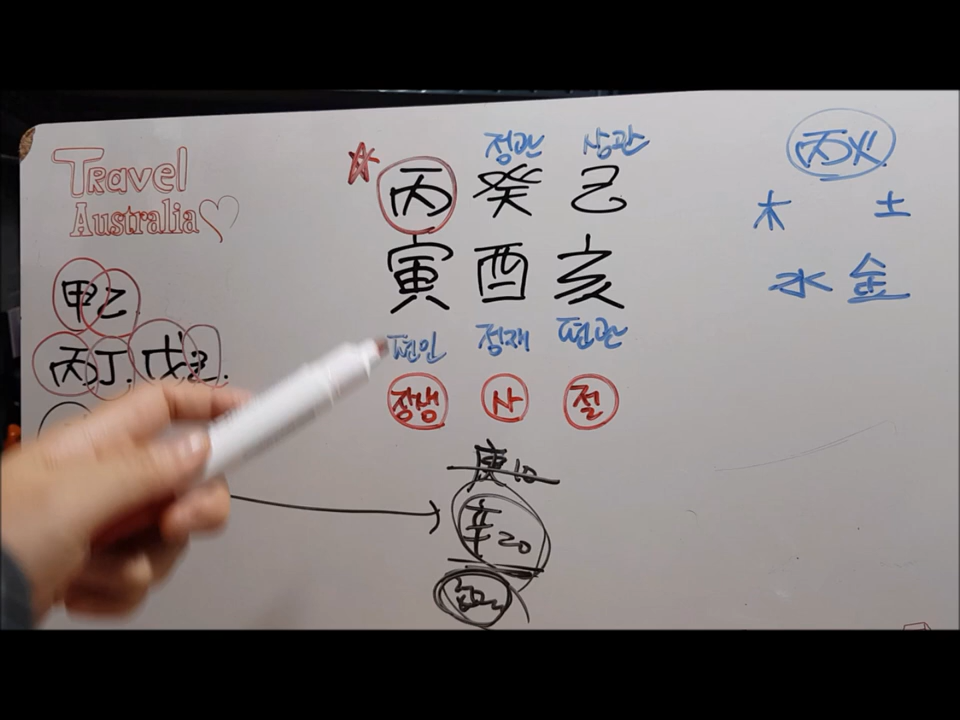 Travel
Australia
甲乙
丙丁. 戊己.
정관 상관
丙 癸 己
寅 酉 亥
편인 정재 편관
장생 사 절
庚10
辛20
丙火
木 土
水 金